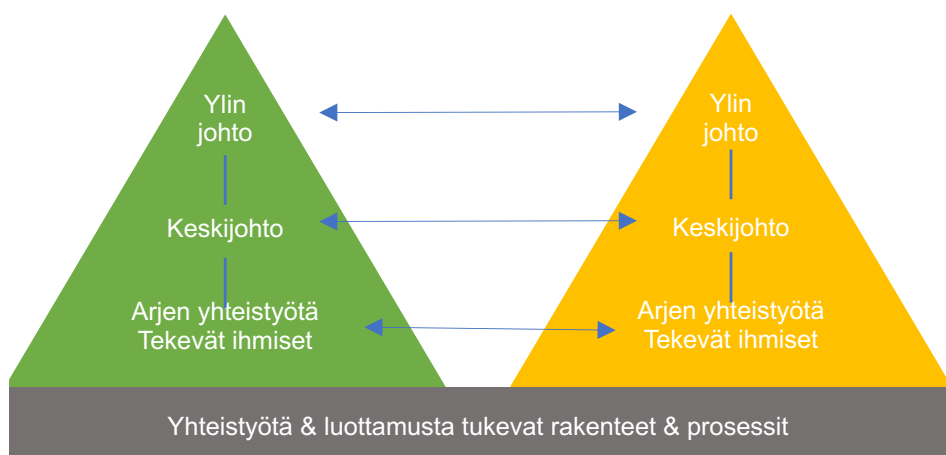 Ylin
johto
Keskijohto
Arjen yhteistyötä
Tekevät ihmiset
Ylin
johto
Keskijohto
Arjen yhteistyötä
Tekevät ihmiset
Yhteistyötä & luottamusta tukevat rakenteet & prosessit